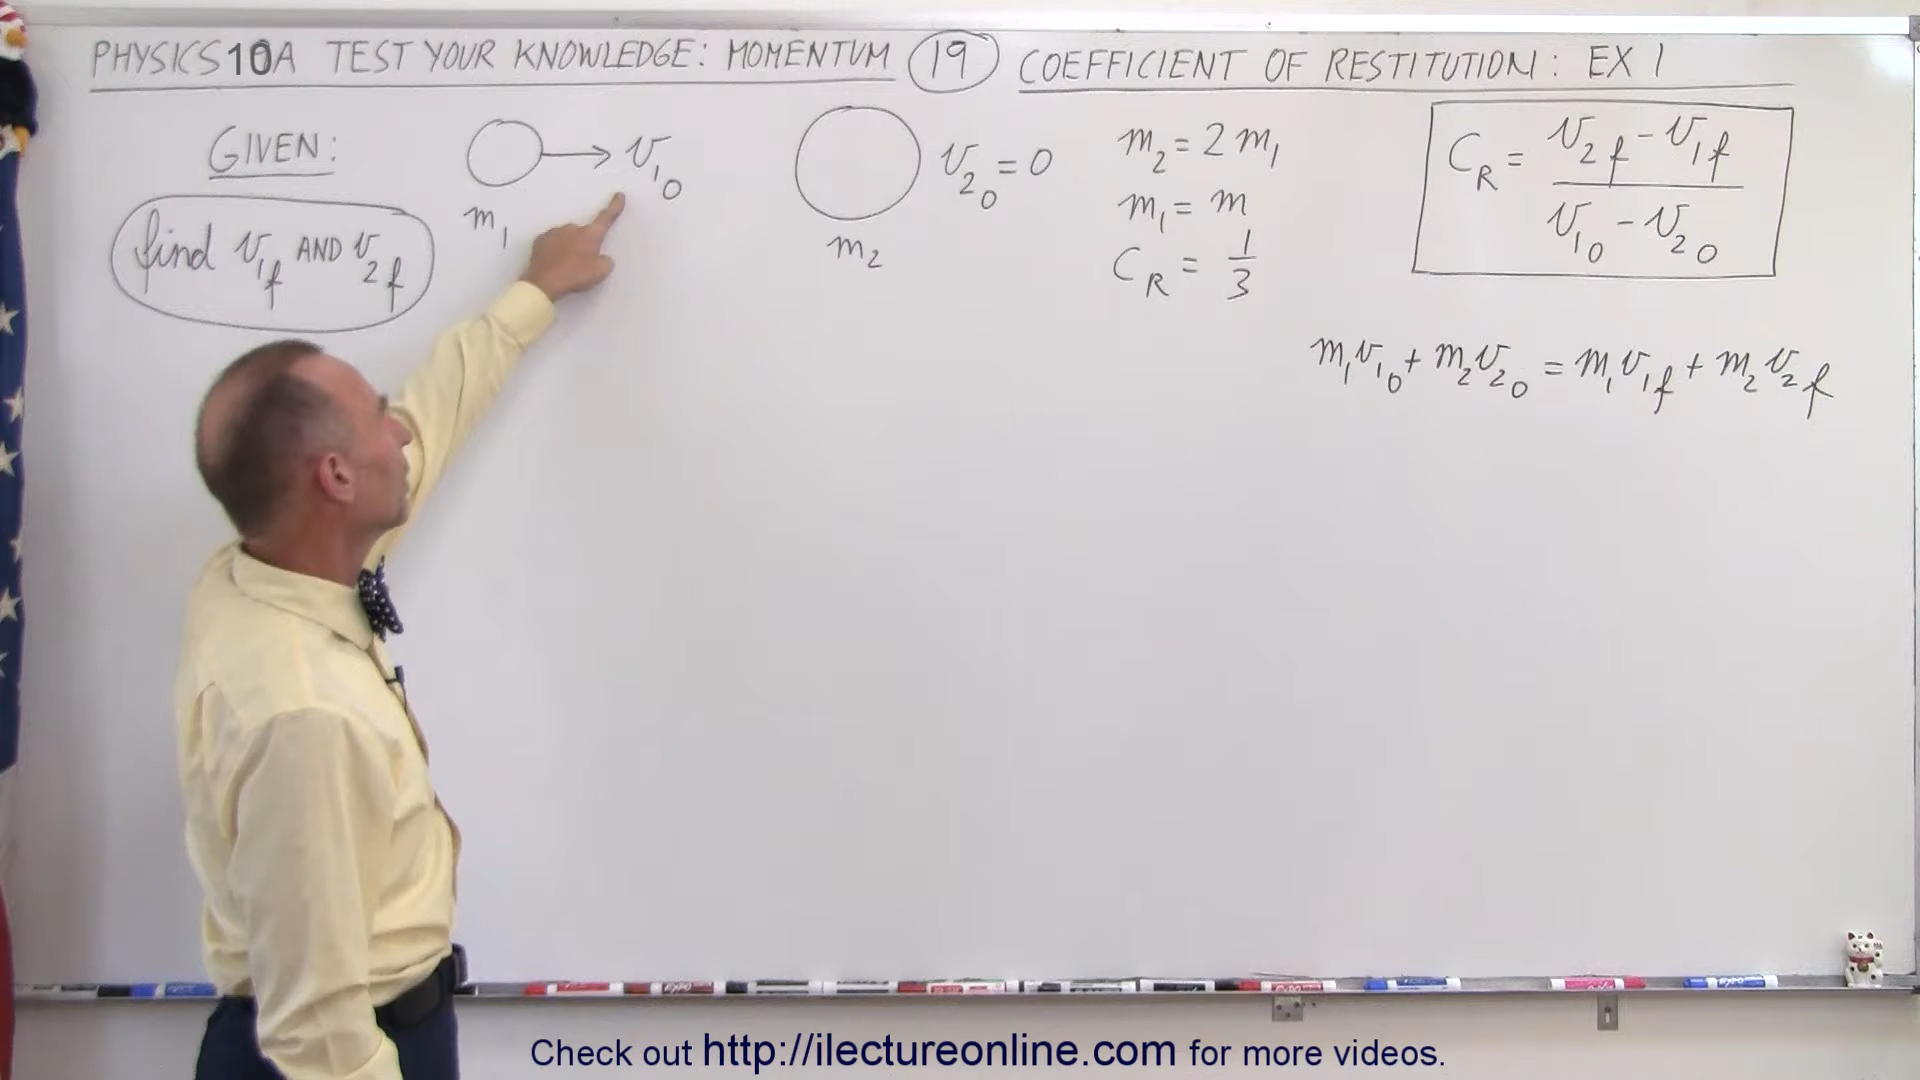 PHYSICS 10A TEST YOUR KNOWLEDGE: MOMENTUM 19 COEFFICIENT OF RESTITUTION: EX 1
GIVEN:
find v₁f AND v₂f
v₁₀
m₁
v₂₀ = 0
m₂
m₂ = 2m₁
m₁ = m
C_R = 1/3
C_R = (v₂f - v₁f)/(v₁₀ - v₂₀)
m₁v₁₀ + m₂v₂₀ = m₁v₁f + m₂v₂f
Check out http://ilectureonline.com for more videos.